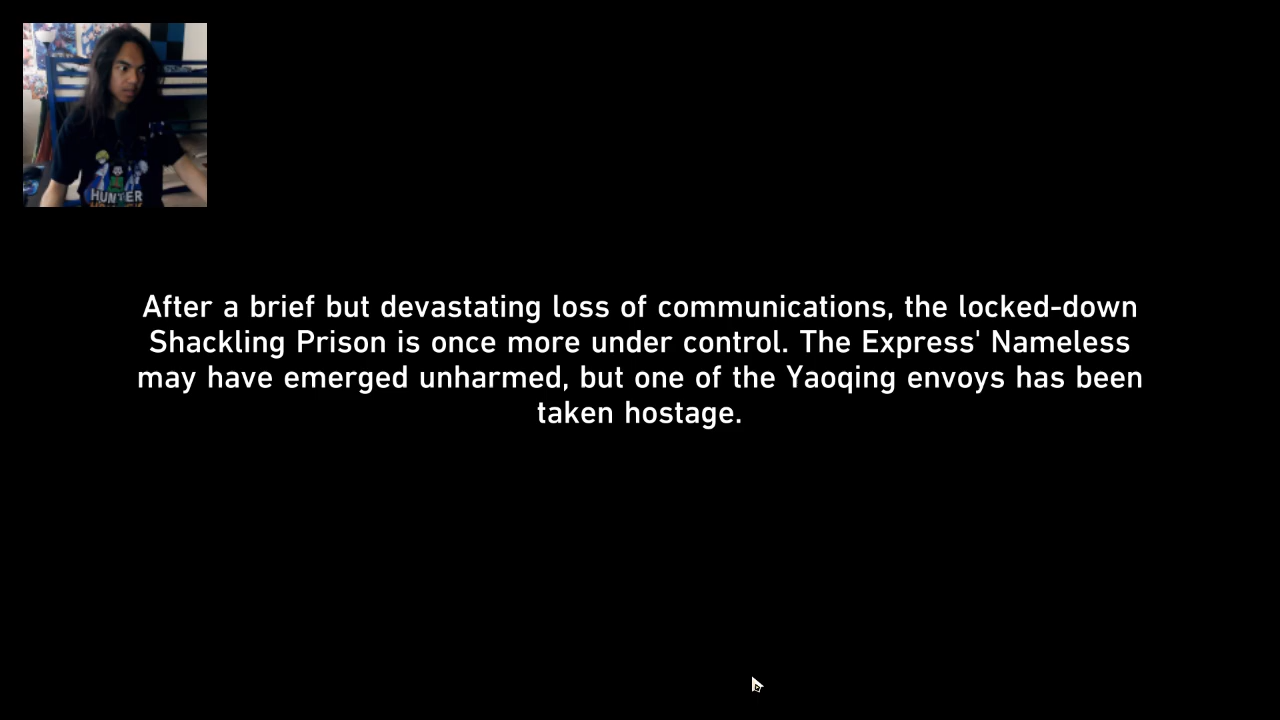 HUNTER
After a brief but devastating loss of communications, the locked-down
Shackling Prison is once more under control. The Express' Nameless
may have emerged unharmed, but one of the Yaoqing envoys has been
taken hostage.